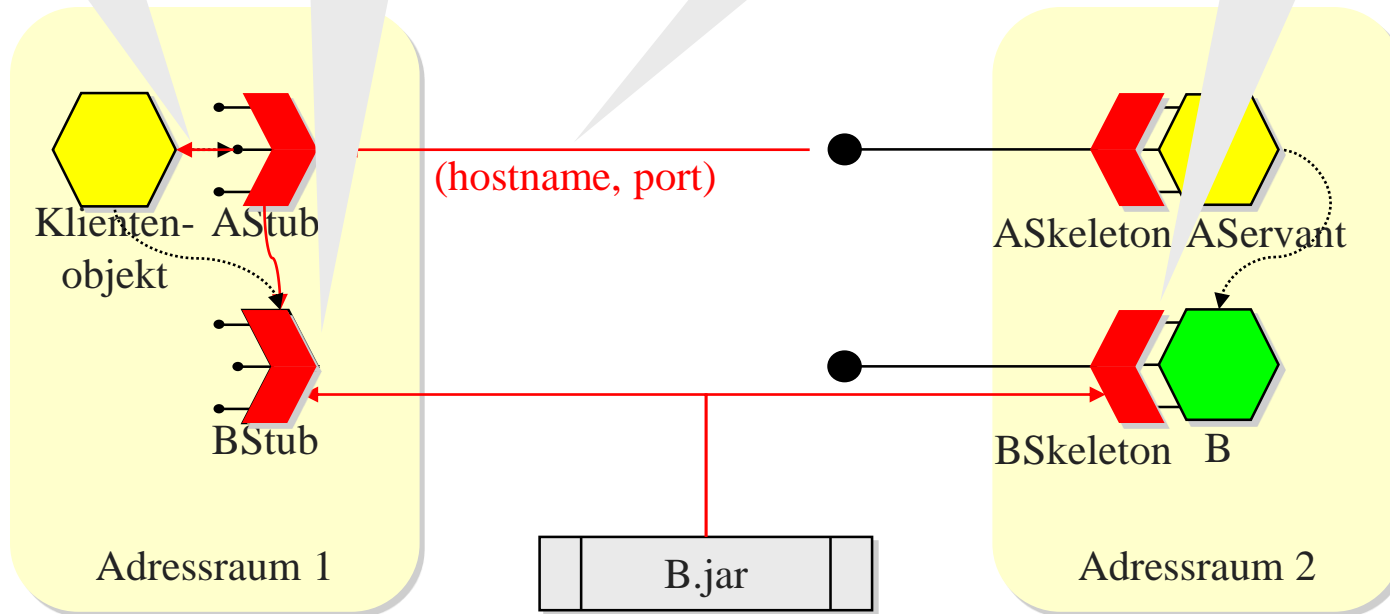 (hostname, port)
Klienten-
objekt
AStub
ASkeleton
AServant
BStub
BSkeleton
B
Adressraum 1
B.jar
Adressraum 2